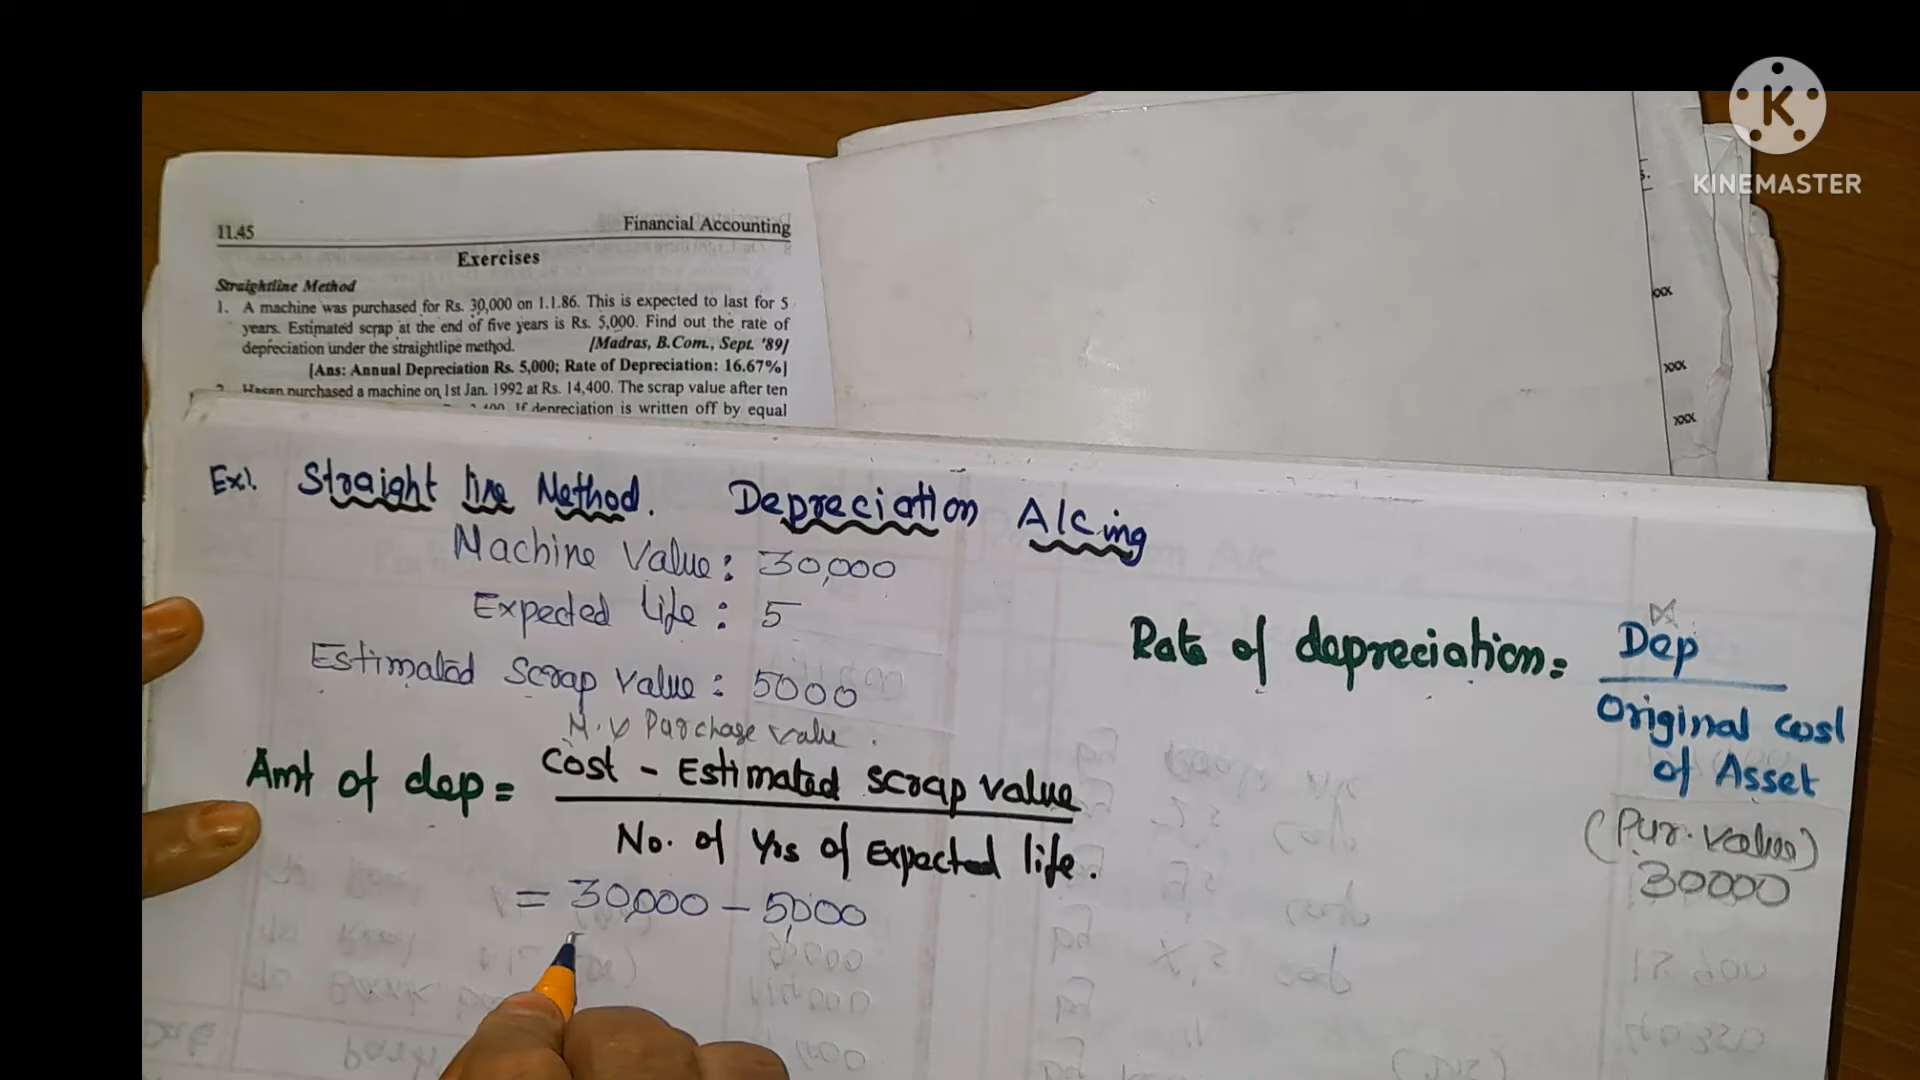 KINEMASTER
11.45 Financial Accounting
Exercises
Straightline Method
1. A machine was purchased for Rs. 30,000 on 1.1.86. This is expected to last for 5
years. Estimated scrap at the end of five years is Rs. 5,000. Find out the rate of
depreciation under the straightline method. [Madras, B.Com., Sept. '89]
[Ans: Annual Depreciation Rs. 5,000; Rate of Depreciation: 16.67%]
Hasan purchased a machine on 1st Jan. 1992 at Rs. 14,400. The scrap value after ten
If depreciation is written off by equal
xxx
xxx
xxx
Ex1. Straight line Method. Depreciation A/cing
Machine Value: 30,000
Expected life: 5
Estimated Scrap Value: 5000
M.V Purchase value.
Amt of dep = Cost - Estimated scrap value
No. of Yrs of Expected life.
= 30,000 - 5,000
Rate of depreciation = Dep
Original cost
of Asset
(Pur. value)
30000